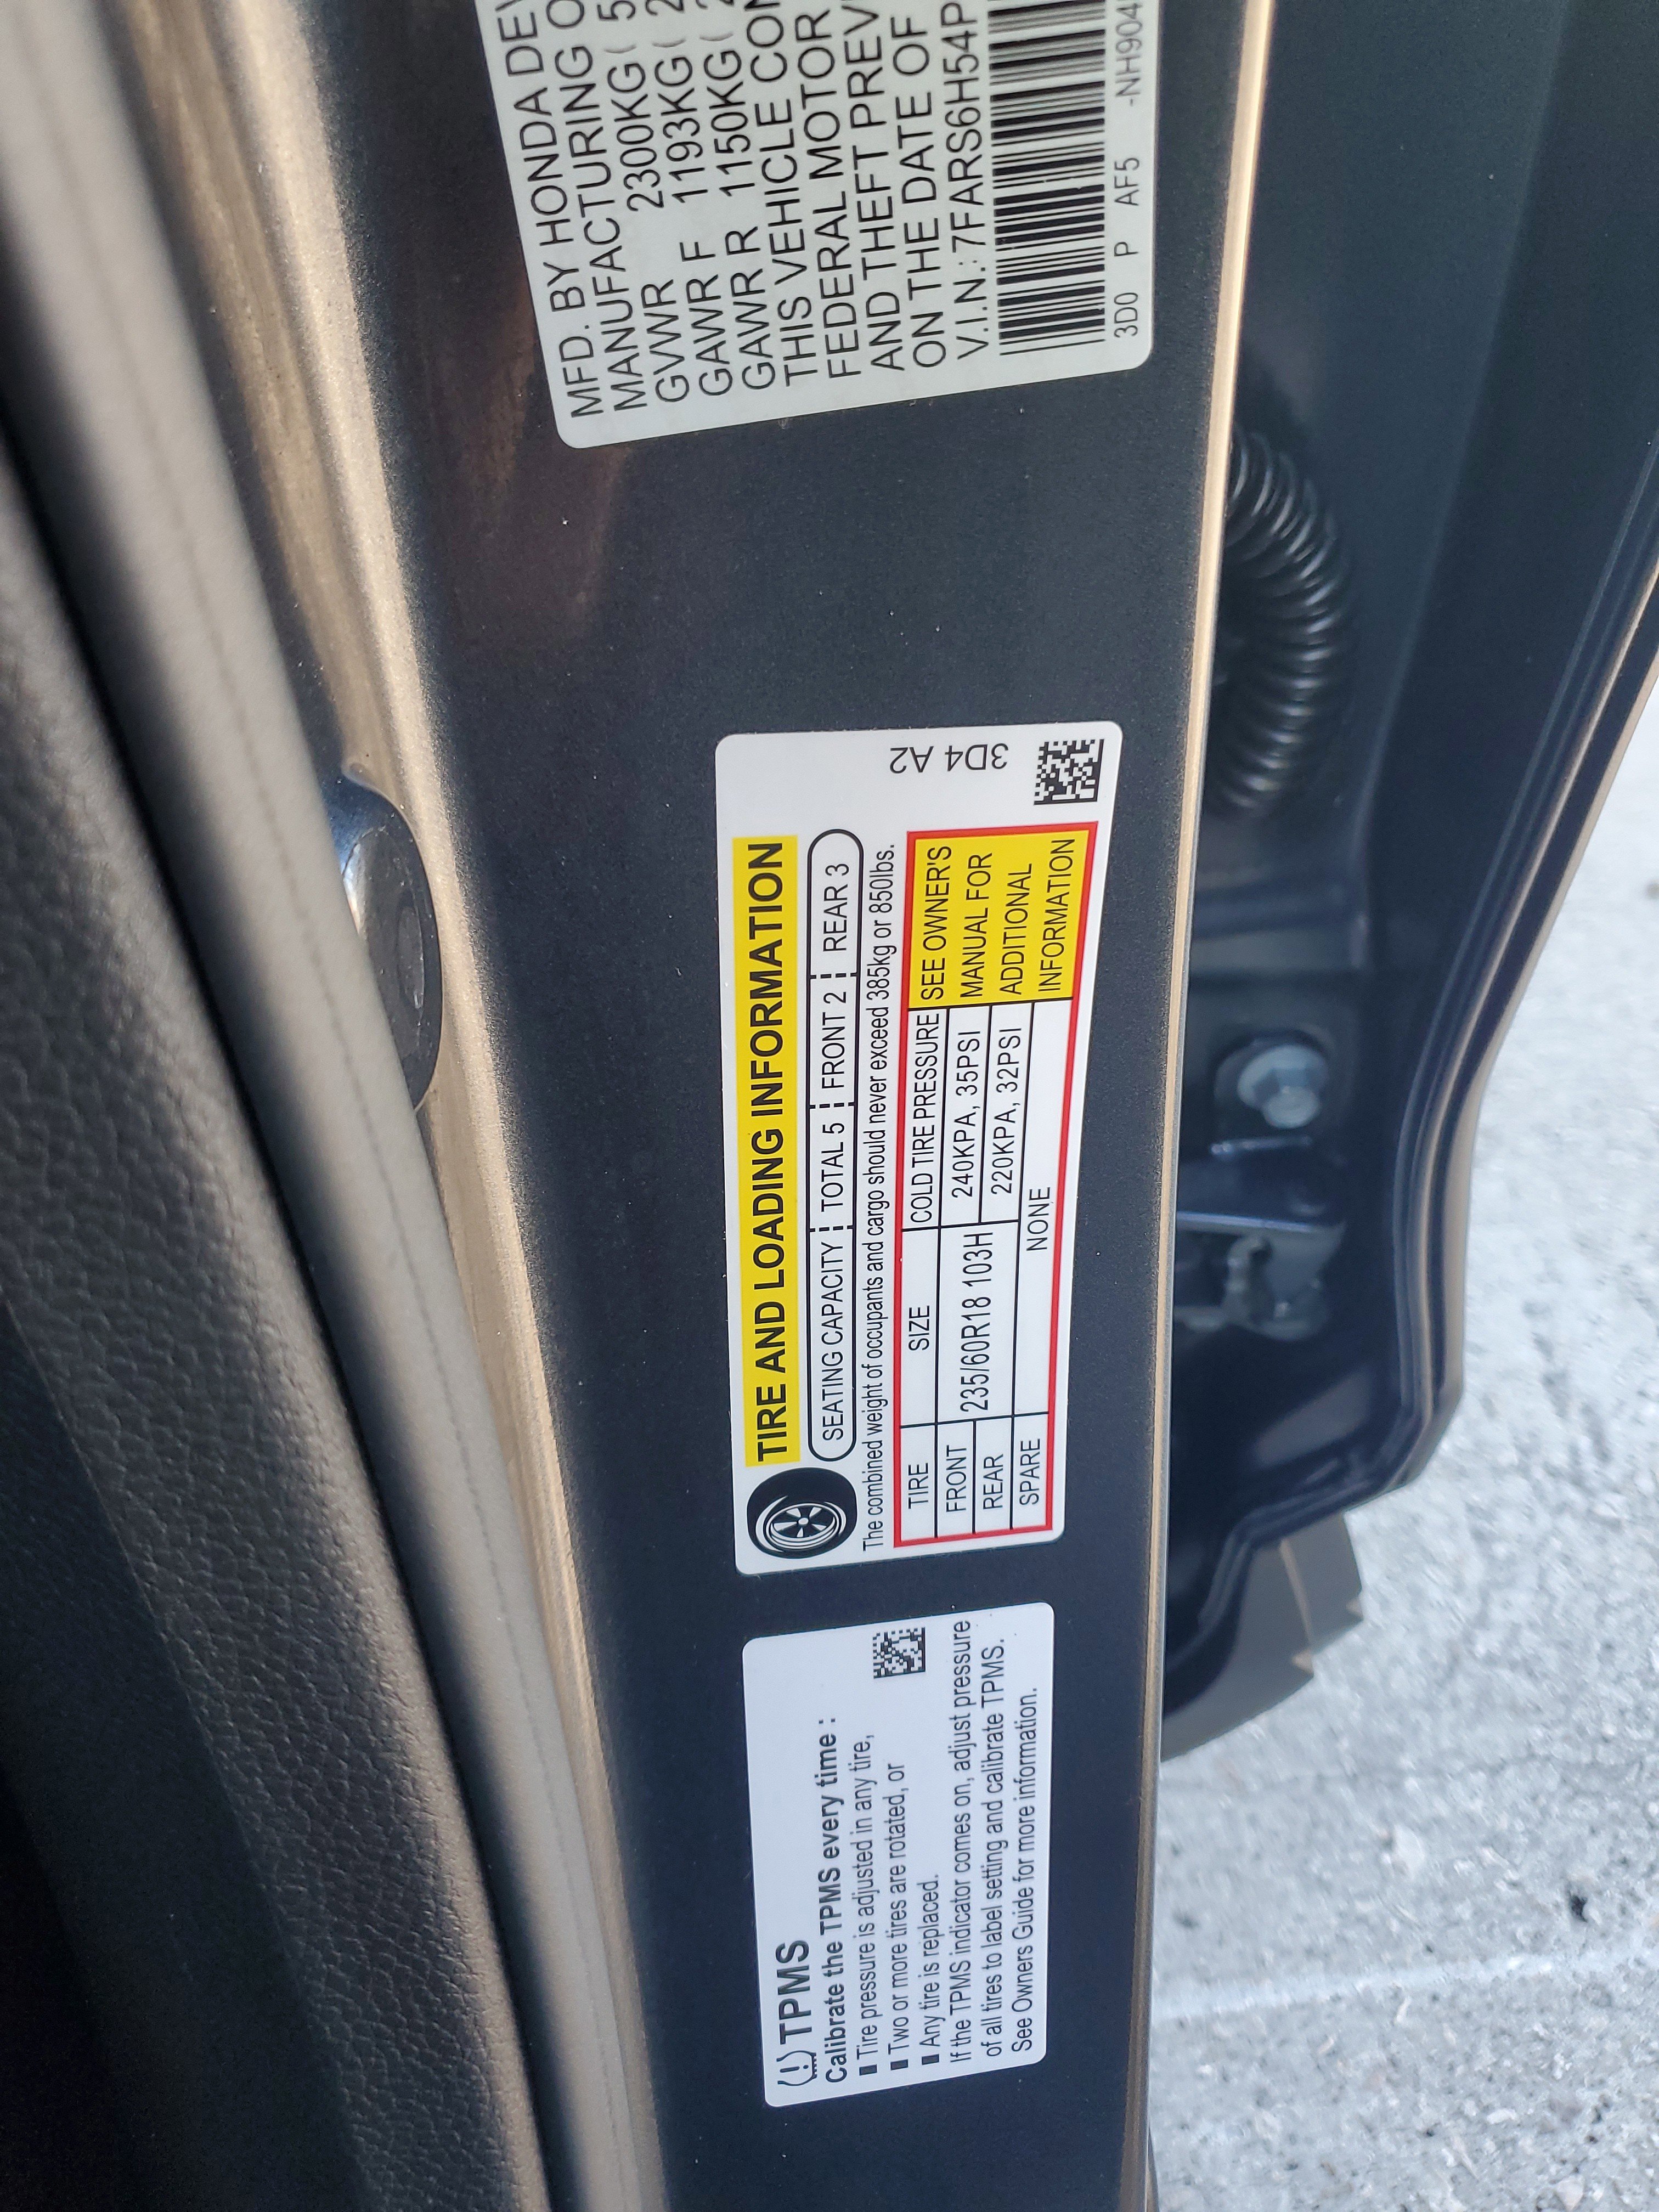 TPMS
Calibrate the TPMS every time :
■ Tire pressure is adjusted in any tire,
■ Two or more tires are rotated, or
■ Any tire is replaced.
If the TPMS indicator comes on, adjust pressure
of all tires to label setting and calibrate TPMS.
See Owners Guide for more information.
TIRE AND LOADING INFORMATION
SEATING CAPACITY TOTAL 5 FRONT 2 REAR 3
The combined weight of occupants and cargo should never exceed 385kg or 850lbs.
TIRE SIZE COLD TIRE PRESSURE SEE OWNER'S
FRONT 235/60R18 103H 240KPA, 35PSI MANUAL FOR
REAR 220KPA, 32PSI ADDITIONAL
SPARE NONE INFORMATION
3D4 A2
MFD. BY HONDA DE
MANUFACTURING O
GVWR 2300KG ( 5
GAWR F 1193KG ( 2
GAWR R 1150KG (
THIS VEHICLE CON
FEDERAL MOTOR
AND THEFT PREV
ON THE DATE OF
V.I.N.: 7FARS6H54P
3D0 P AF5 -NH904